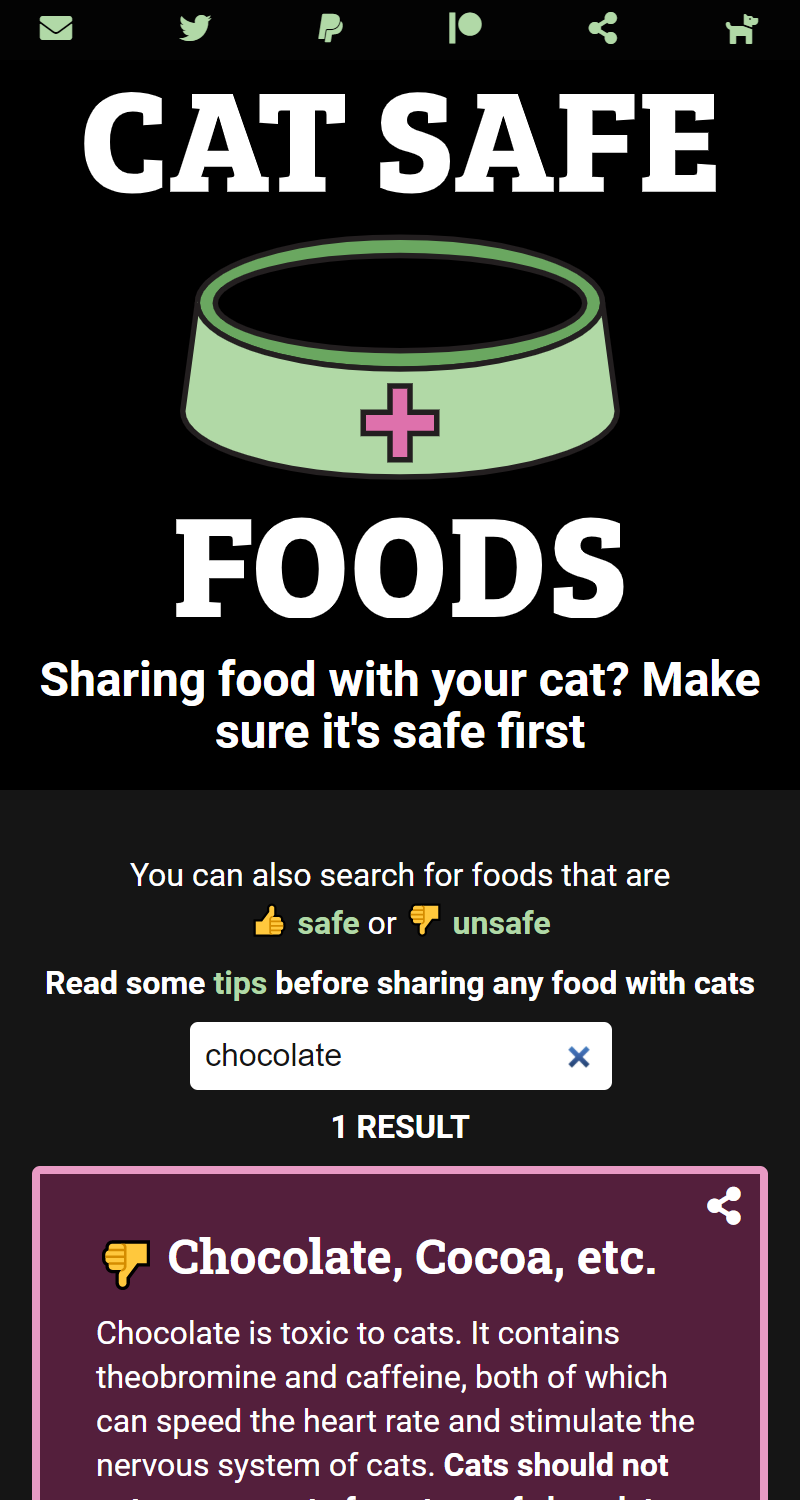 CAT SAFE
FOODS
Sharing food with your cat? Make
sure it's safe first
You can also search for foods that are
👍 safe or 👎 unsafe
Read some tips before sharing any food with cats
chocolate
1 RESULT
👎 Chocolate, Cocoa, etc.
Chocolate is toxic to cats. It contains
theobromine and caffeine, both of which
can speed the heart rate and stimulate the
nervous system of cats. Cats should not